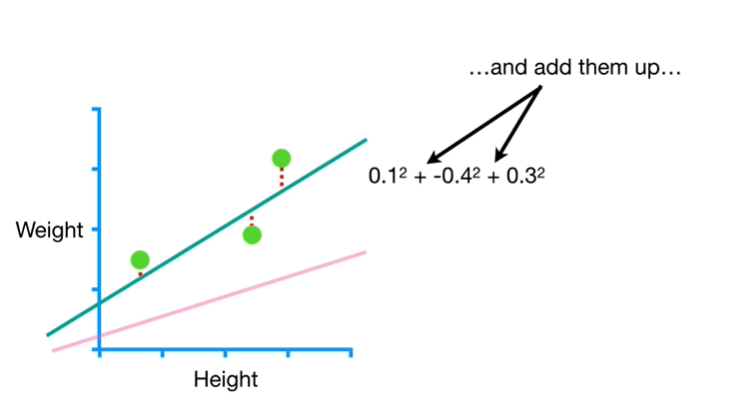 …and add them up…
0.1² + -0.4² + 0.3²
Weight
Height